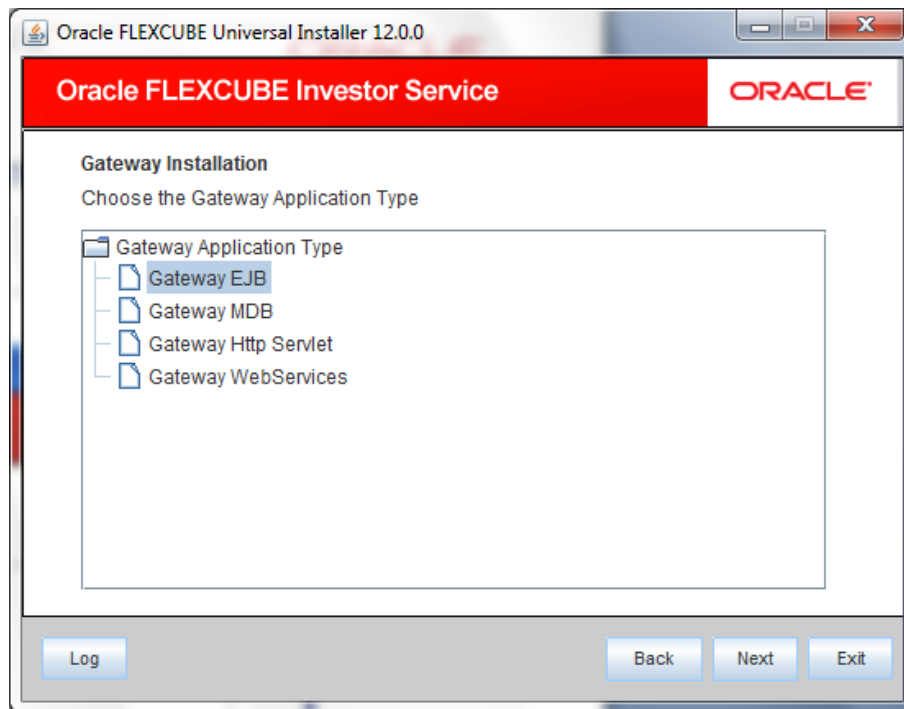 Oracle FLEXCUBE Universal Installer 12.0.0
Oracle FLEXCUBE Investor Service
ORACLE
Gateway Installation
Choose the Gateway Application Type
Gateway Application Type
Gateway EJB
Gateway MDB
Gateway Http Servlet
Gateway WebServices
Log
Back
Next
Exit